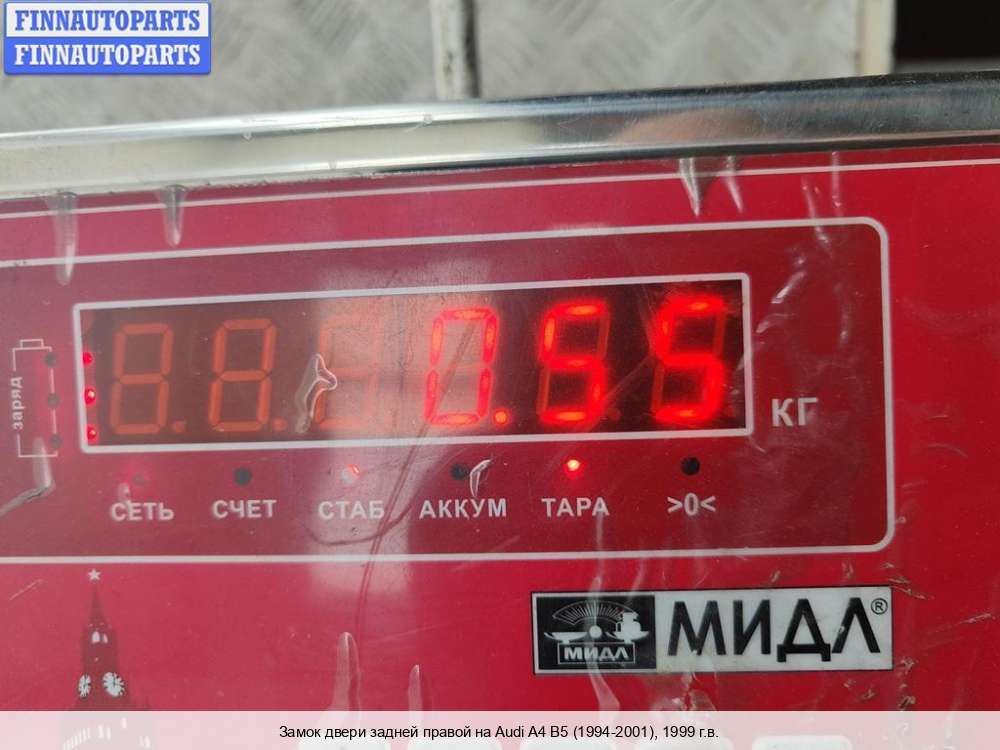 FINNAUTOPARTS
FINNAUTOPARTS
заряд
0.55
КГ
СЕТЬ СЧЕТ СТАБ АККУМ ТАРА >0<
МИДЛ МИДЛ®
Замок двери задней правой на Audi A4 B5 (1994-2001), 1999 г.в.